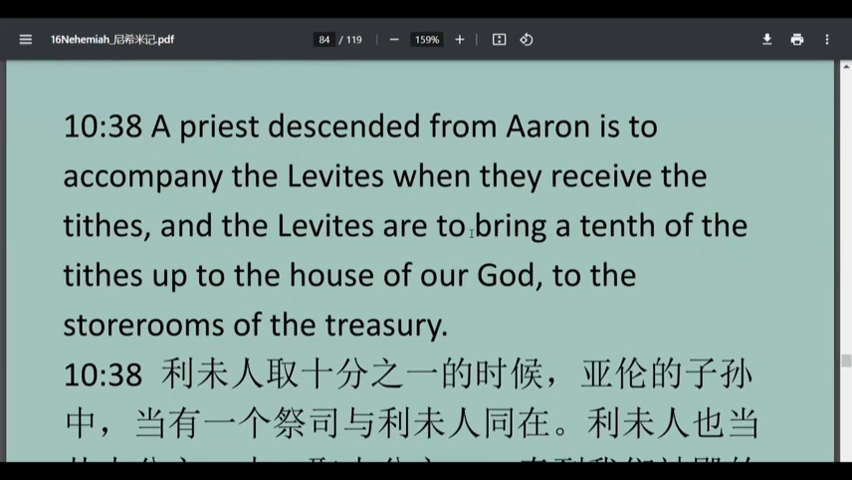 16Nehemiah_尼希米记.pdf
84 / 119
159%
10:38 A priest descended from Aaron is to
accompany the Levites when they receive the
tithes, and the Levites are to bring a tenth of the
tithes up to the house of our God, to the
storerooms of the treasury.
10:38 利未人取十分之一的时候，亚伦的子孙
中，当有一个祭司与利未人同在。利未人也当